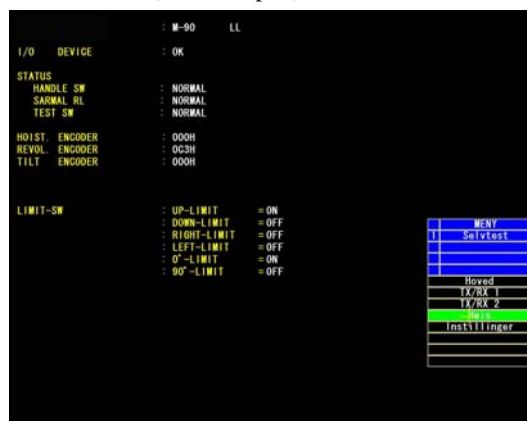 : M-90 LL
I/O DEVICE : OK
STATUS
HANDLE SW : NORMAL
SARMAL RL : NORMAL
TEST SW : NORMAL
HOIST. ENCODER : 000H
REVOL. ENCODER : 0C3H
TILT ENCODER : 000H
LIMIT-SW : UP-LIMIT = ON
: DOWN-LIMIT = OFF
: RIGHT-LIMIT = OFF
: LEFT-LIMIT = OFF
: 0°-LIMIT = ON
: 90°-LIMIT = OFF
MENY
1 Selvtest
Hoved
TX/RX 1
TX/RX 2
Heis
Instillinger